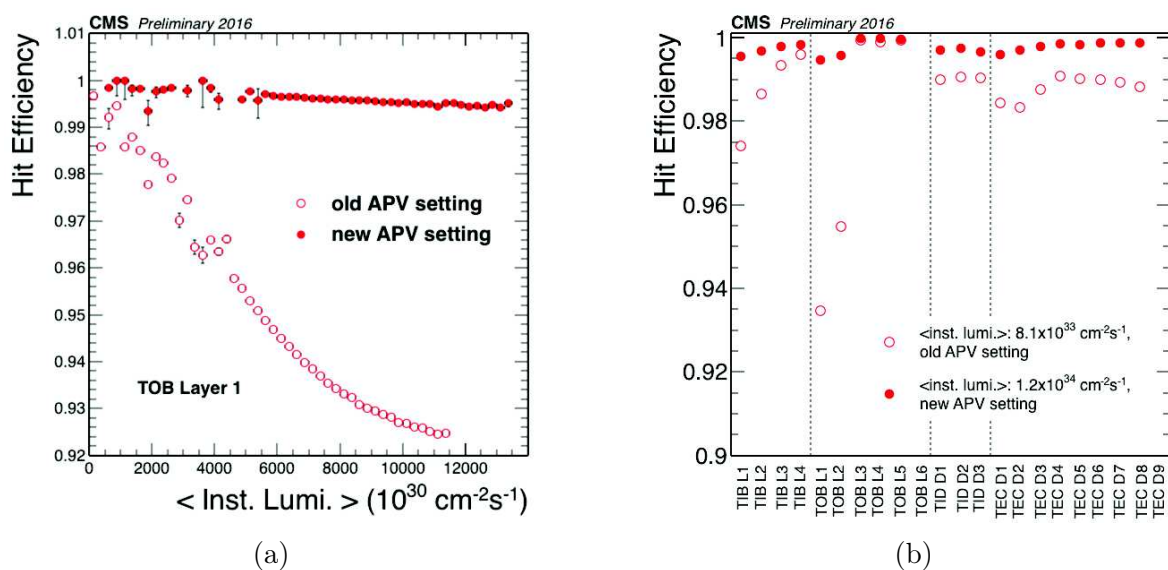 CMS Preliminary 2016
Hit Efficiency
1.01
1
0.99
0.98
0.97
0.96
0.95
0.94
0.93
0.92
old APV setting
new APV setting
TOB Layer 1
0 2000 4000 6000 8000 10000 12000
< Inst. Lumi. > (10^30 cm^-2s^-1)
(a)
CMS Preliminary 2016
Hit Efficiency
1
0.98
0.96
0.94
0.92
0.9
<inst. lumi.>: 8.1x10^33 cm^-2s^-1,
old APV setting
<inst. lumi.>: 1.2x10^34 cm^-2s^-1,
new APV setting
TIB L1
TIB L2
TIB L3
TIB L4
TOB L1
TOB L2
TOB L3
TOB L4
TOB L5
TOB L6
TID D1
TID D2
TID D3
TEC D1
TEC D2
TEC D3
TEC D4
TEC D5
TEC D6
TEC D7
TEC D8
TEC D9
(b)